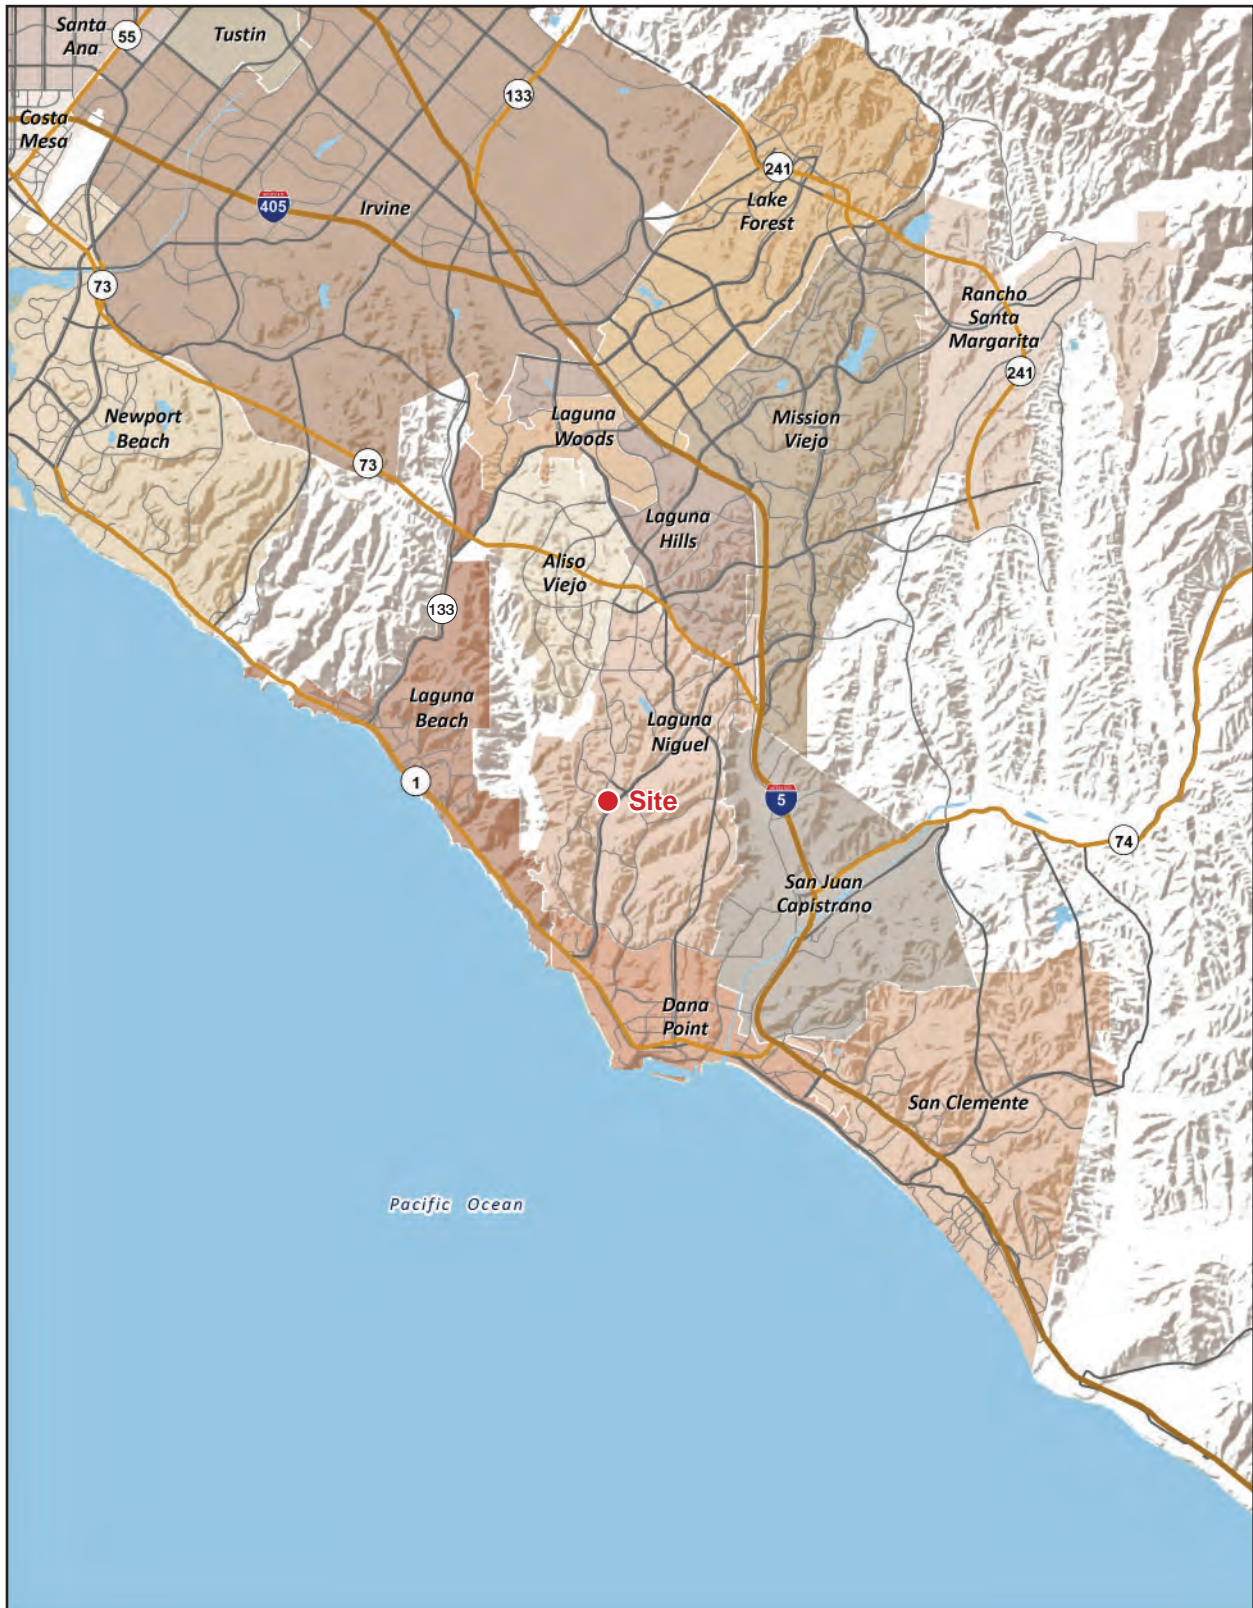 Santa
Ana
55
Tustin
133
Costa
Mesa
241
Lake
Forest
405
Irvine
73
Rancho
Santa
Margarita
241
Newport
Beach
Laguna
Woods
Mission
Viejo
73
Laguna
Hills
Aliso
Viejo
133
Laguna
Beach
Laguna
Niguel
1
Site
5
74
San Juan
Capistrano
Dana
Point
San Clemente
Pacific Ocean